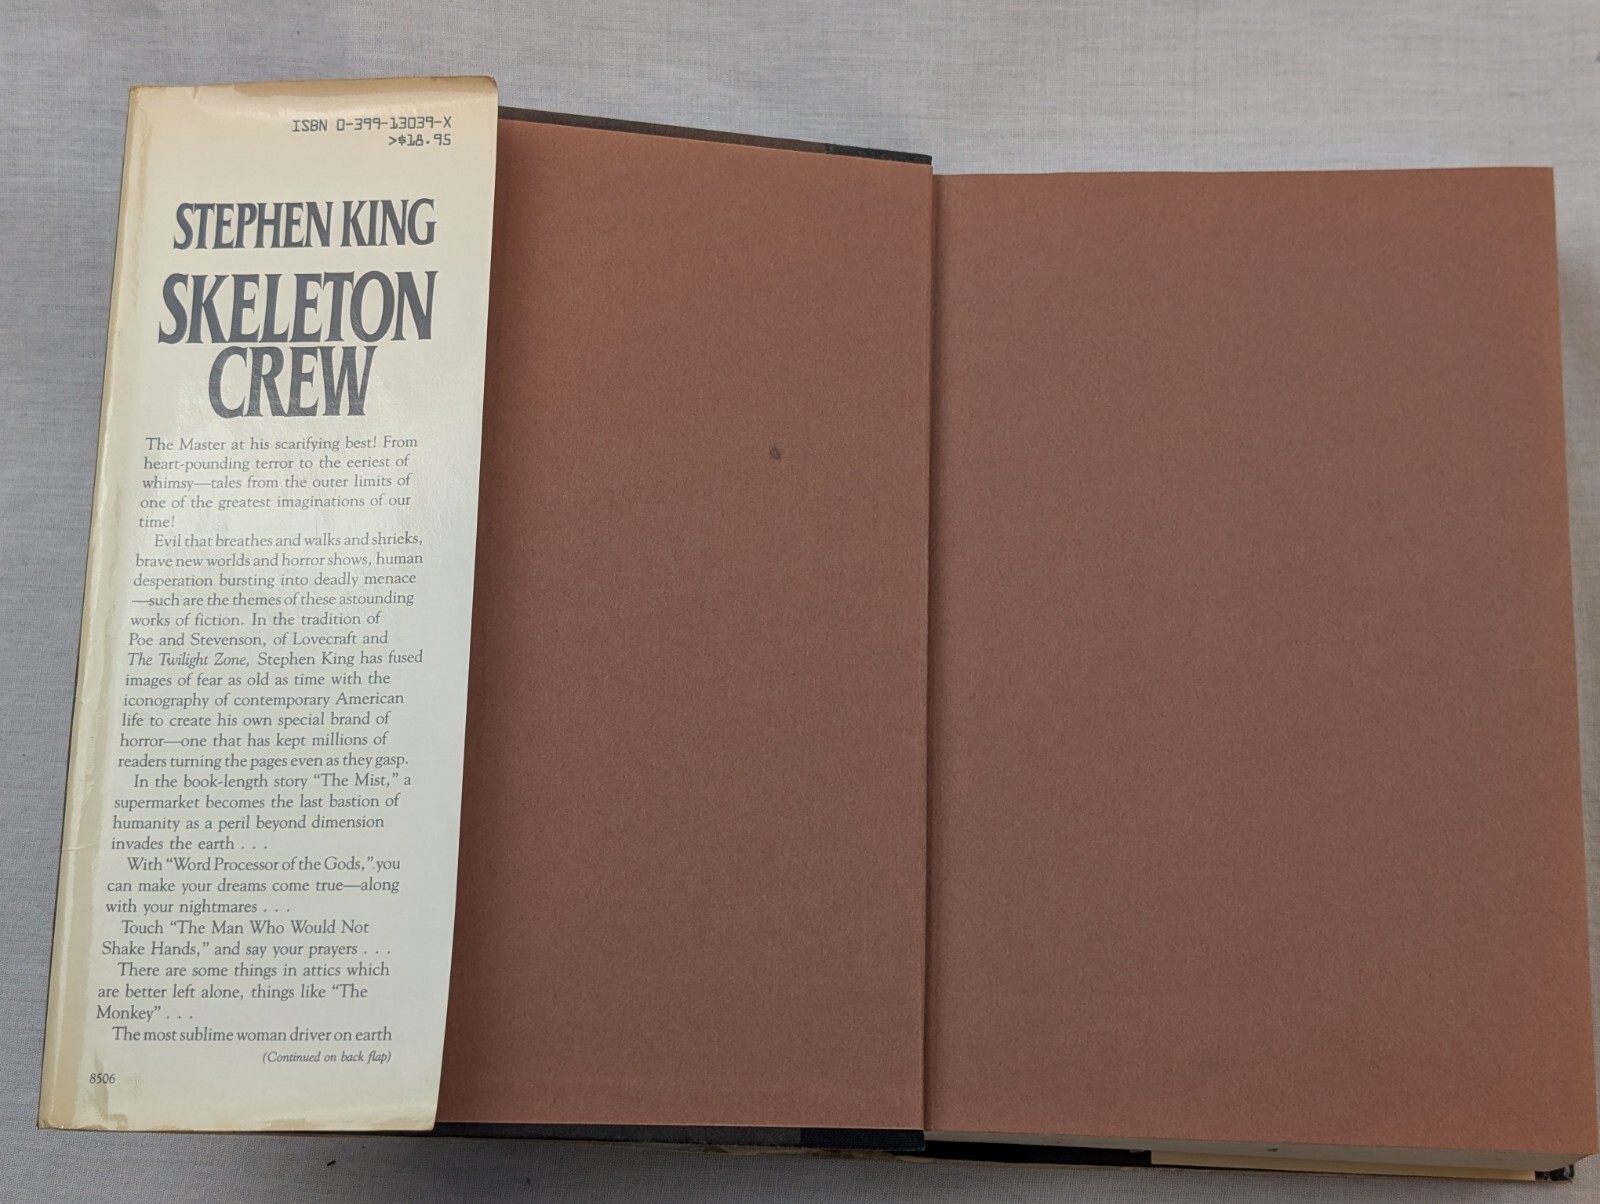 ISBN 0-399-13039-X
>$18.95
STEPHEN KING
SKELETON
CREW
The Master at his scarifying best! From
heart-pounding terror to the eeriest of
whimsy—tales from the outer limits of
one of the greatest imaginations of our
time!
Evil that breathes and walks and shrieks,
brave new worlds and horror shows, human
desperation bursting into deadly menace
—such are the themes of these astounding
works of fiction. In the tradition of
Poe and Stevenson, of Lovecraft and
The Twilight Zone, Stephen King has fused
images of fear as old as time with the
iconography of contemporary American
life to create his own special brand of
horror—one that has kept millions of
readers turning the pages even as they gasp.
In the book-length story “The Mist,” a
supermarket becomes the last bastion of
humanity as a peril beyond dimension
invades the earth . . .
With “Word Processor of the Gods,” you
can make your dreams come true—along
with your nightmares . . .
Touch “The Man Who Would Not
Shake Hands,” and say your prayers . . .
There are some things in attics which
are better left alone, things like “The
Monkey” . . .
The most sublime woman driver on earth
(Continued on back flap)
8506